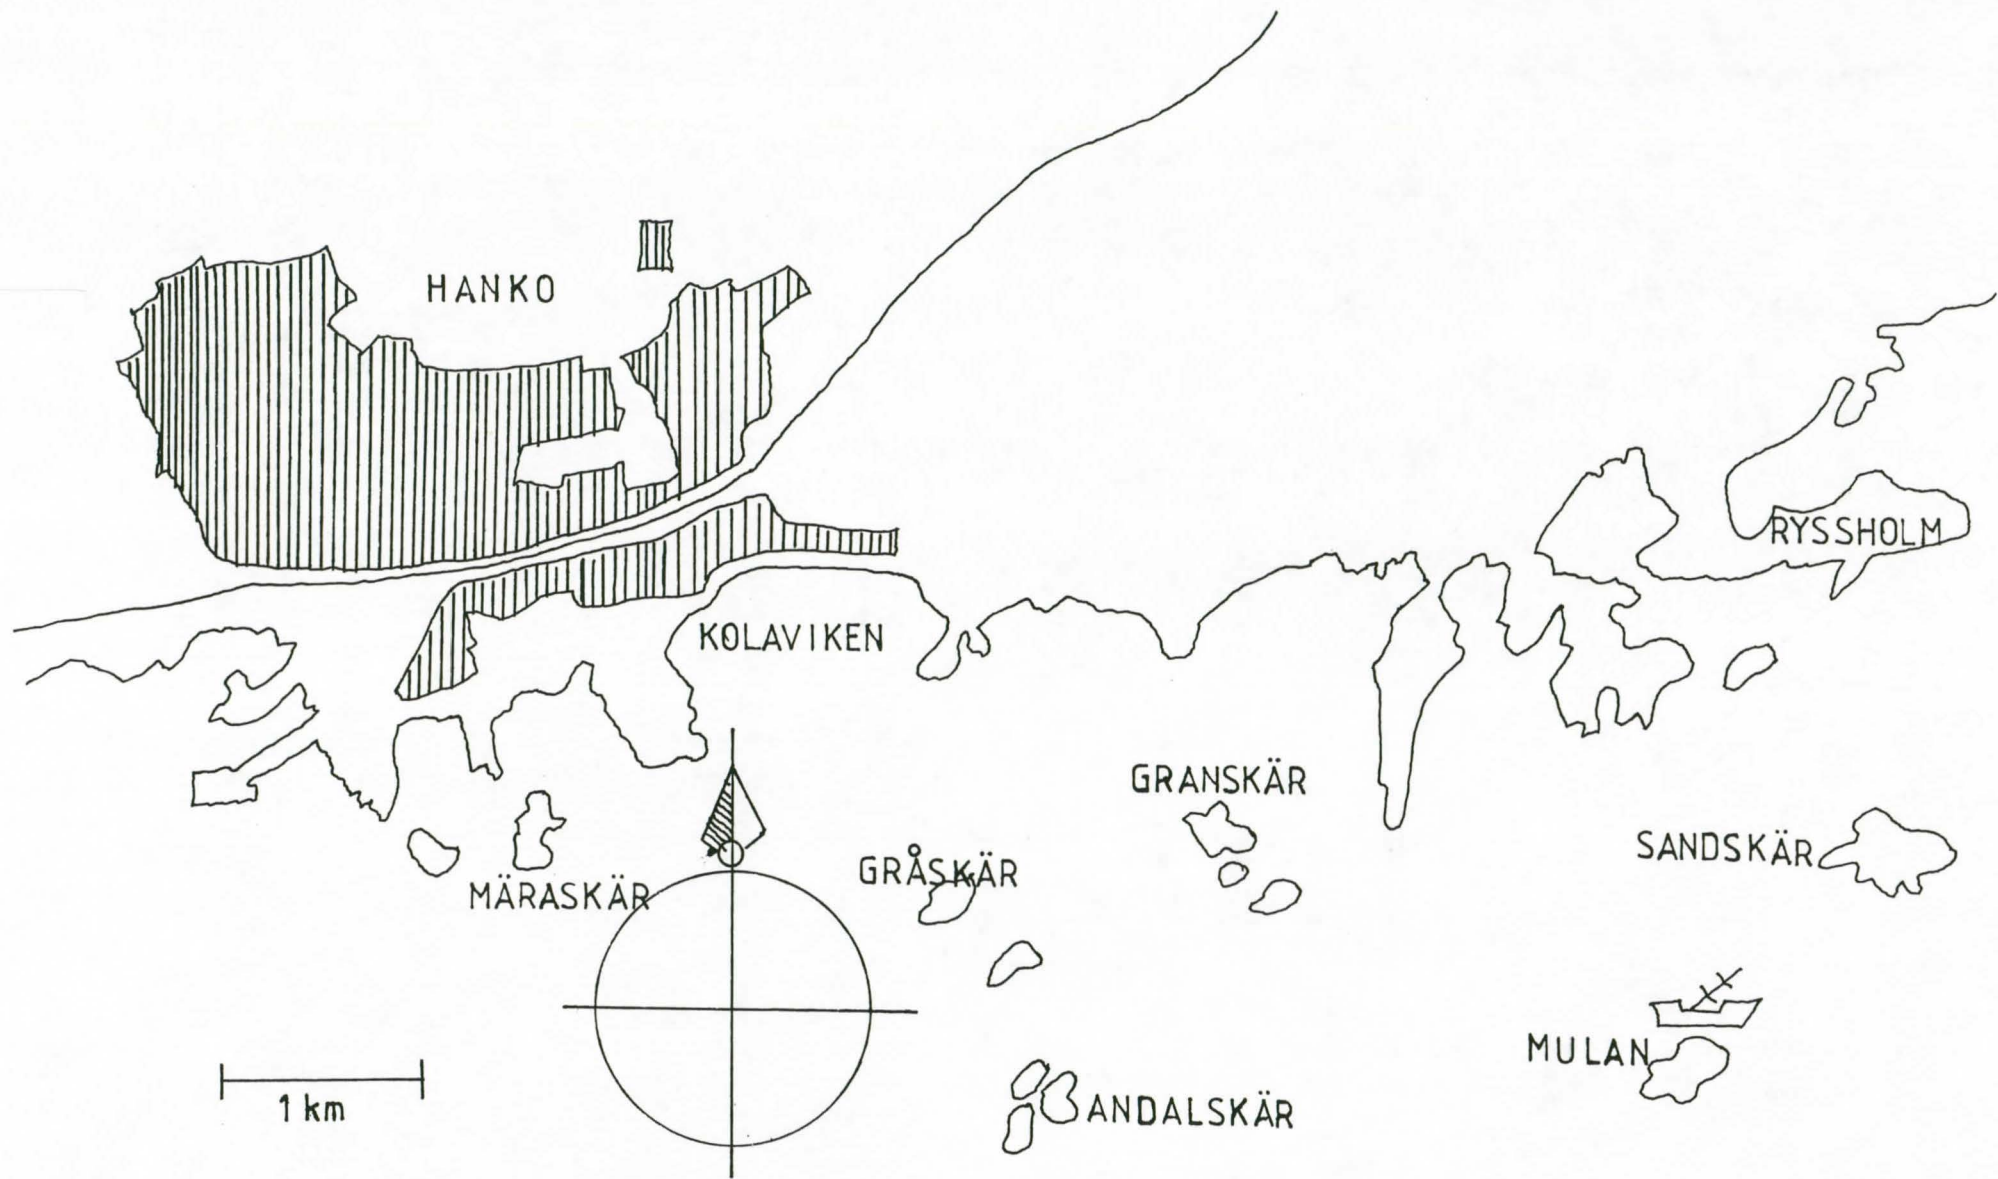 HANKO
RYSSHOLM
KOLAVIKEN
GRANSKÄR
SANDSKÄR
GRÅSKÄR
MÄRASKÄR
MULAN
1 km
ANDALSKÄR